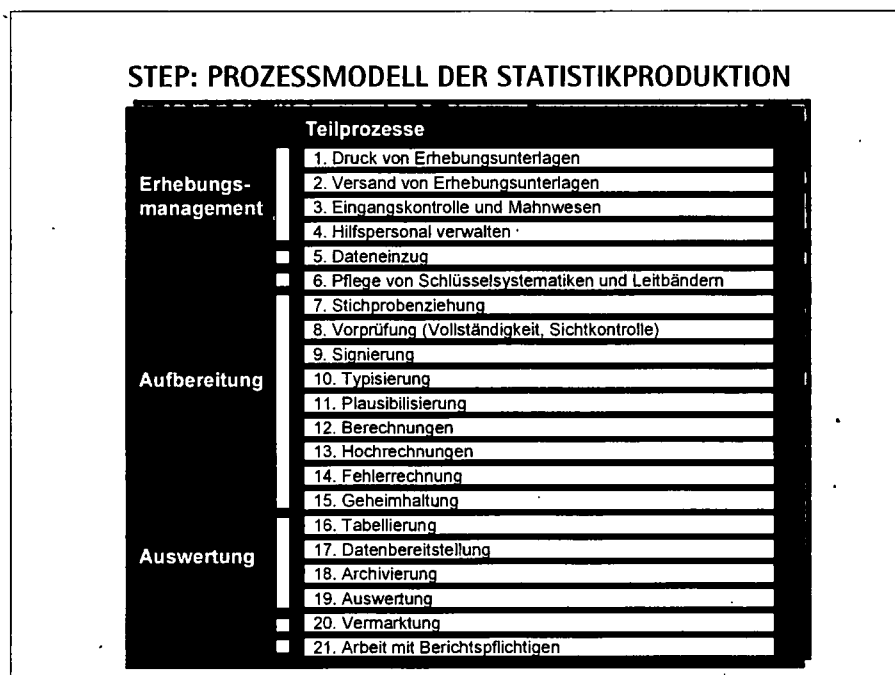 STEP: PROZESSMODELL DER STATISTIKPRODUKTION
Teilprozesse
Erhebungs-
management
1. Druck von Erhebungsunterlagen
2. Versand von Erhebungsunterlagen
3. Eingangskontrolle und Mahnwesen
4. Hilfspersonal verwalten
5. Dateneinzug
6. Pflege von Schlüsselsystematiken und Leitbändern
Aufbereitung
7. Stichprobenziehung
8. Vorprüfung (Vollständigkeit, Sichtkontrolle)
9. Signierung
10. Typisierung
11. Plausibilisierung
12. Berechnungen
13. Hochrechnungen
14. Fehlerrechnung
15. Geheimhaltung
Auswertung
16. Tabellierung
17. Datenbereitstellung
18. Archivierung
19. Auswertung
20. Vermarktung
21. Arbeit mit Berichtspflichtigen